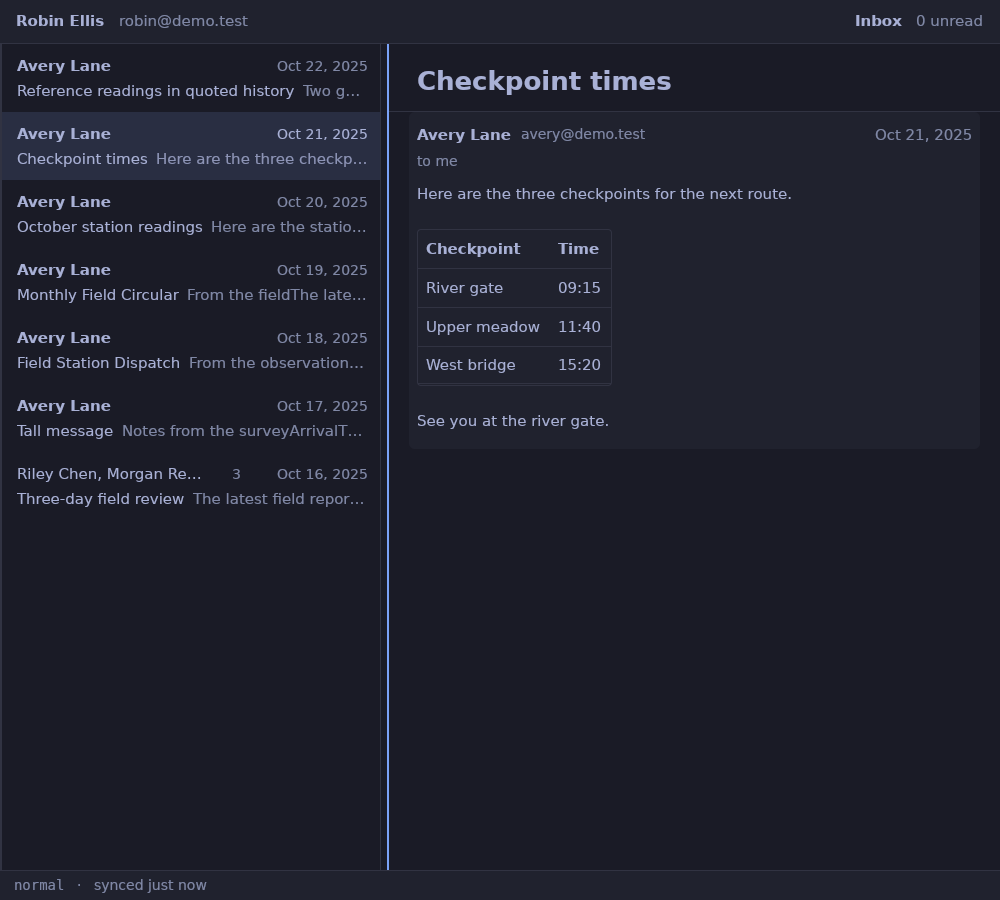 Robin Ellis robin@demo.test Inbox 0 unread
Avery Lane Oct 22, 2025
Reference readings in quoted history Two g…
Avery Lane Oct 21, 2025
Checkpoint times Here are the three checkp…
Avery Lane Oct 20, 2025
October station readings Here are the statio…
Avery Lane Oct 19, 2025
Monthly Field Circular From the fieldThe late…
Avery Lane Oct 18, 2025
Field Station Dispatch From the observation…
Avery Lane Oct 17, 2025
Tall message Notes from the surveyArrivalT…
Riley Chen, Morgan Re… 3 Oct 16, 2025
Three-day field review The latest field repor…
Checkpoint times
Avery Lane avery@demo.test Oct 21, 2025
to me
Here are the three checkpoints for the next route.
Checkpoint Time
River gate 09:15
Upper meadow 11:40
West bridge 15:20
See you at the river gate.
normal · synced just now